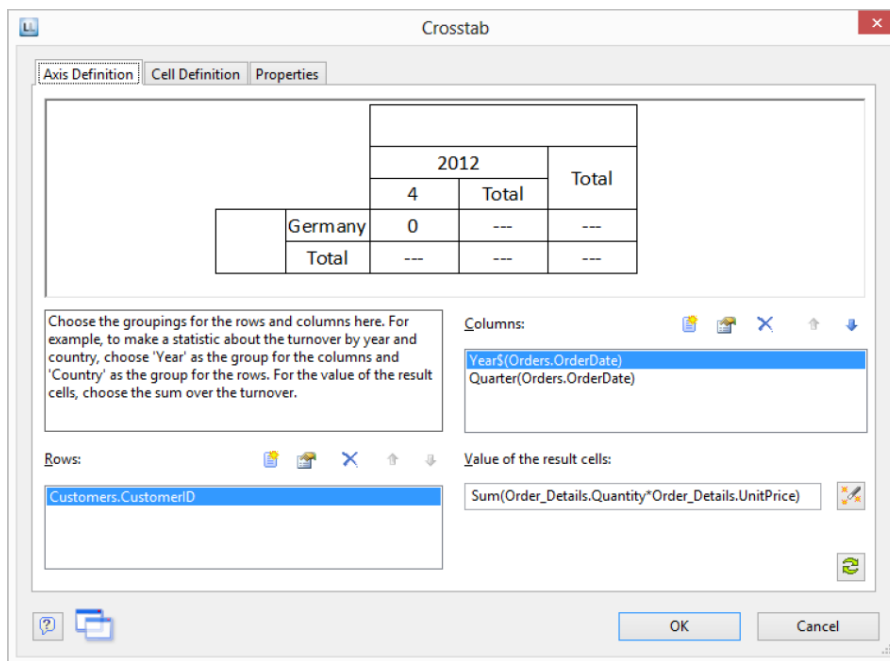 LL
Crosstab
Axis Definition Cell Definition Properties
2012
Total
4 Total
Germany 0 --- ---
Total --- --- ---
Choose the groupings for the rows and columns here. For
example, to make a statistic about the turnover by year and
country, choose 'Year' as the group for the columns and
'Country' as the group for the rows. For the value of the result
cells, choose the sum over the turnover.
Columns:
Year$(Orders.OrderDate)
Quarter(Orders.OrderDate)
Rows:
Customers.CustomerID
Value of the result cells:
Sum(Order_Details.Quantity*Order_Details.UnitPrice)
OK Cancel